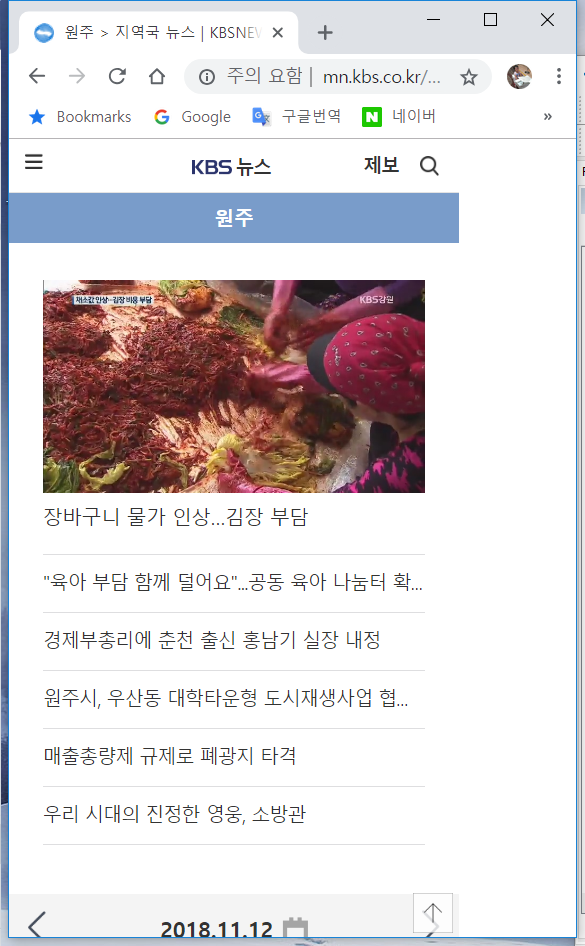 원주 > 지역국 뉴스 | KBSNEW
주의 요함 | mn.kbs.co.kr/...
Bookmarks Google 구글번역 네이버 »
KBS 뉴스 제보
원주
채소값 인상…김장 비용 부담 KBS강원
장바구니 물가 인상…김장 부담
"육아 부담 함께 덜어요"…공동 육아 나눔터 확...
경제부총리에 춘천 출신 홍남기 실장 내정
원주시, 우산동 대학타운형 도시재생사업 협...
매출총량제 규제로 폐광지 타격
우리 시대의 진정한 영웅, 소방관
2018.11.12